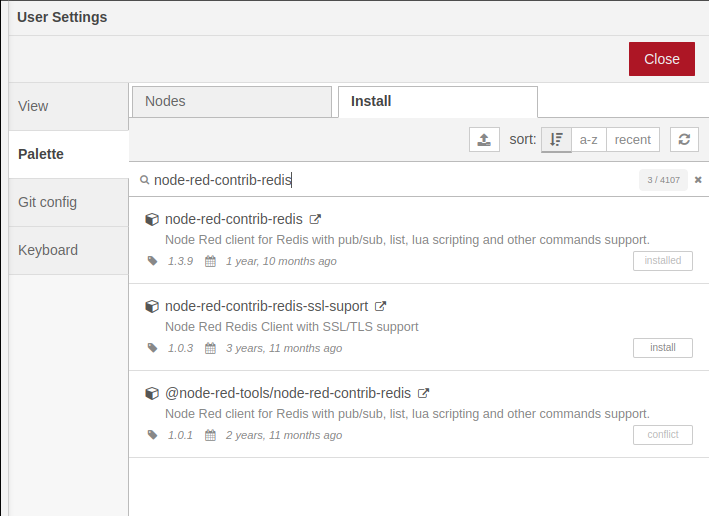 User Settings
Close
View
Palette
Git config
Keyboard
Nodes
Install
sort: a-z recent
node-red-contrib-redis 3 / 4107
node-red-contrib-redis
Node Red client for Redis with pub/sub, list, lua scripting and other commands support.
1.3.9 1 year, 10 months ago installed
node-red-contrib-redis-ssl-suport
Node Red Redis Client with SSL/TLS support
1.0.3 3 years, 11 months ago install
@node-red-tools/node-red-contrib-redis
Node Red client for Redis with pub/sub, list, lua scripting and other commands support.
1.0.1 2 years, 11 months ago conflict